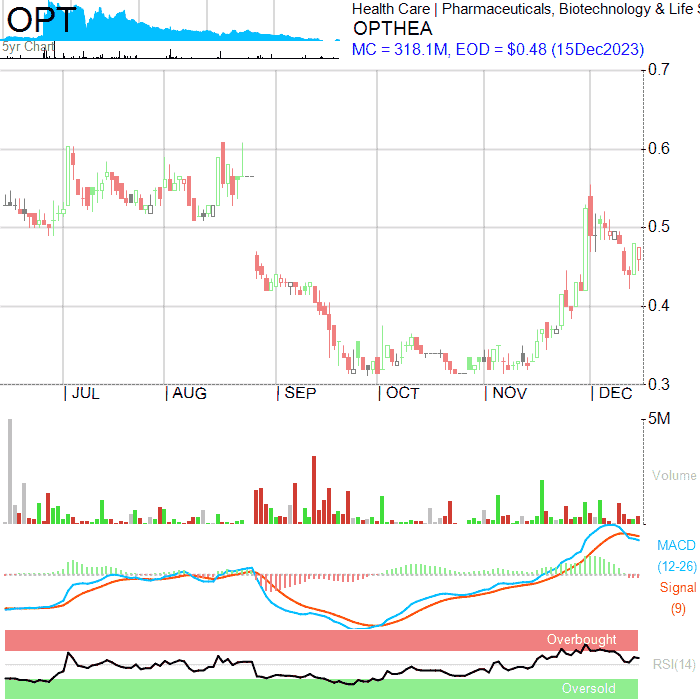 OPT
5yr Chart
Health Care | Pharmaceuticals, Biotechnology & Life S
OPTHEA
MC = 318.1M, EOD = $0.48 (15Dec2023)
0.7
0.6
0.5
0.4
0.3
| JUL | AUG | SEP | OCT | NOV | DEC
5M
Volume
MACD
(12-26)
Signal
(9)
Overbought
RSI(14)
Oversold